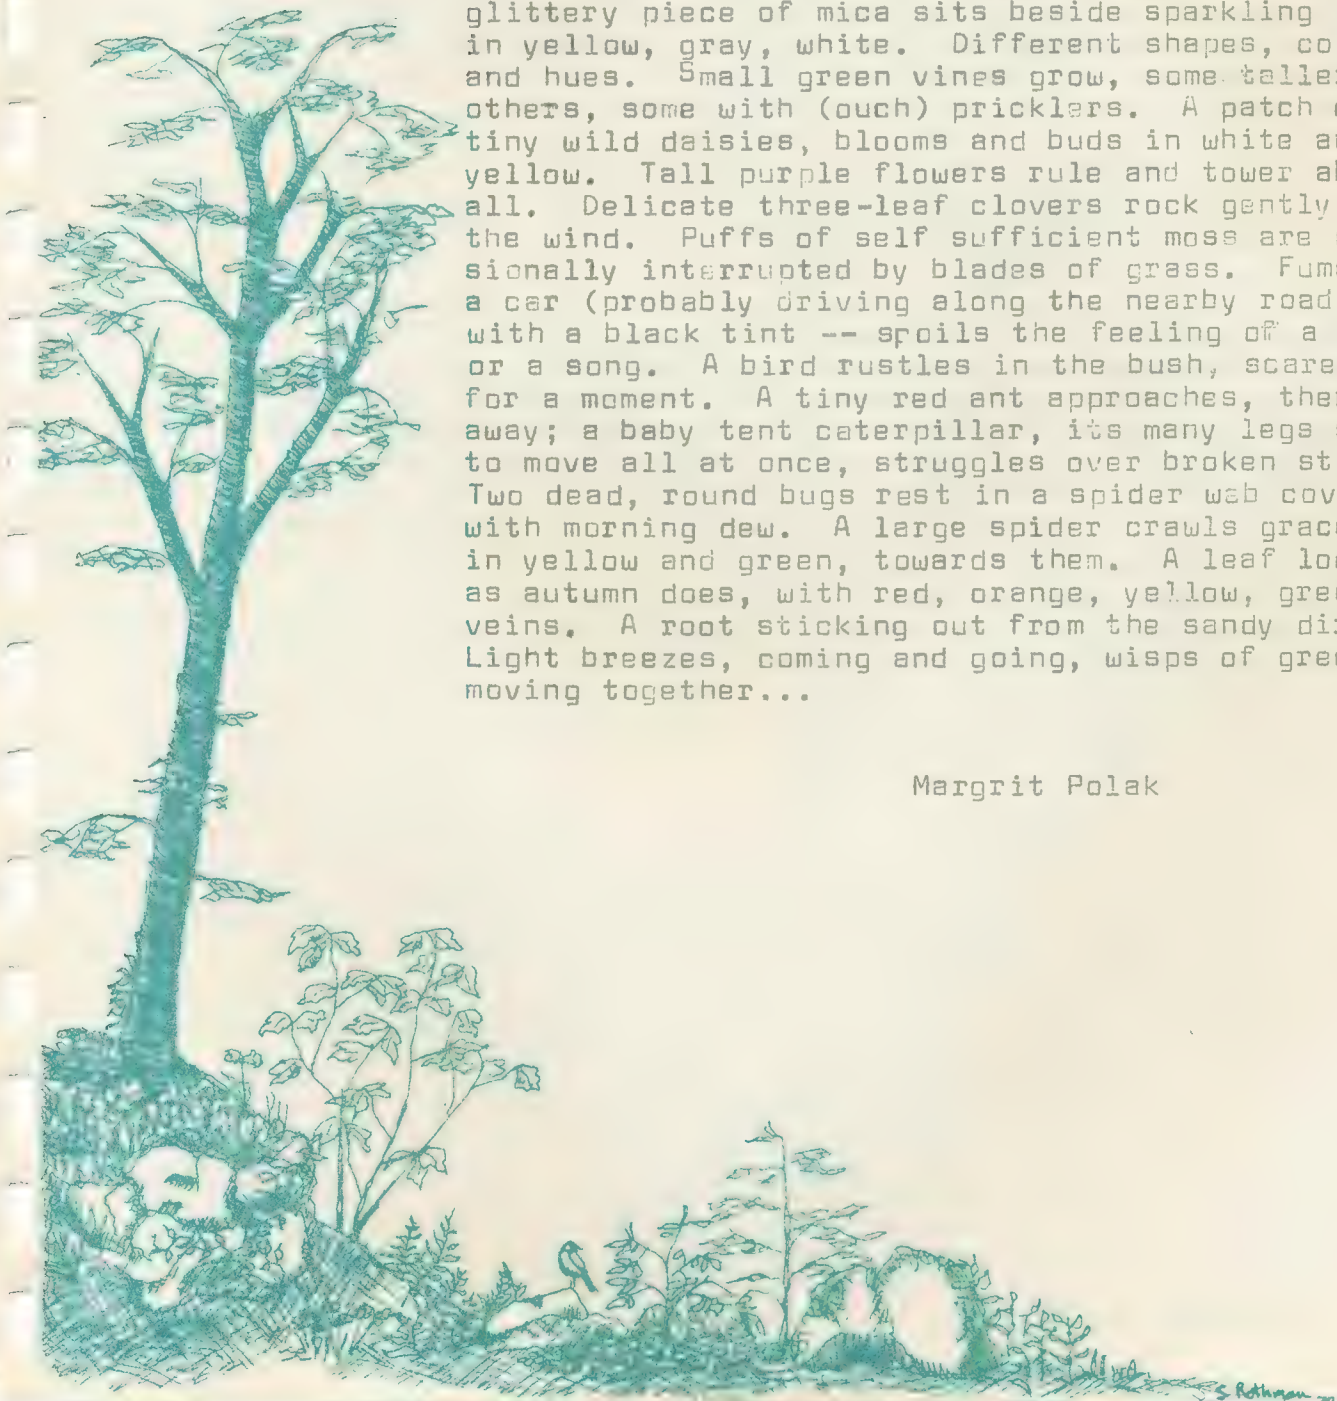 glittery piece of mica sits beside sparkling
in yellow, gray, white.  Different shapes, co
and hues.  Small green vines grow, some talle
others, some with (ouch) pricklers.  A patch
tiny wild daisies, blooms and buds in white a
yellow.  Tall purple flowers rule and tower a
all.  Delicate three-leaf clovers rock gently
the wind.  Puffs of self sufficient moss are
sionally interrupted by blades of grass.  Fum
a car (probably driving along the nearby road
with a black tint -- spoils the feeling of a
or a song.  A bird rustles in the bush, scare
for a moment.  A tiny red ant approaches, the
away; a baby tent caterpillar, its many legs
to move all at once, struggles over broken st
Two dead, round bugs rest in a spider web cov
with morning dew.  A large spider crawls grac
in yellow and green, towards them.  A leaf lo
as autumn does, with red, orange, yellow, gre
veins.  A root sticking out from the sandy di
Light breezes, coming and going, wisps of gre
moving together...
Margrit Polak
S Rothman